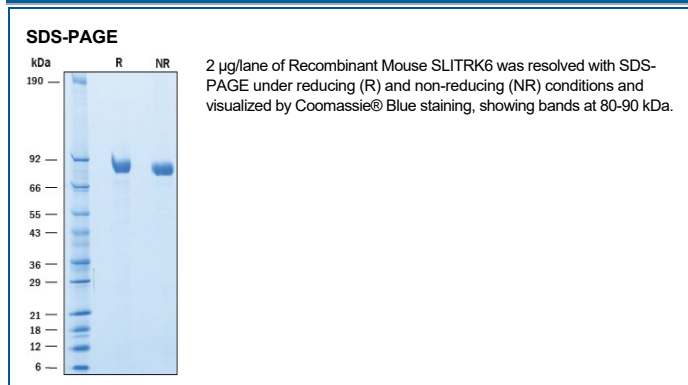 SDS-PAGE
kDa R NR
190
92
66
55
43
36
29
21
18
12
6
2 µg/lane of Recombinant Mouse SLITRK6 was resolved with SDS-
PAGE under reducing (R) and non-reducing (NR) conditions and
visualized by Coomassie® Blue staining, showing bands at 80-90 kDa.